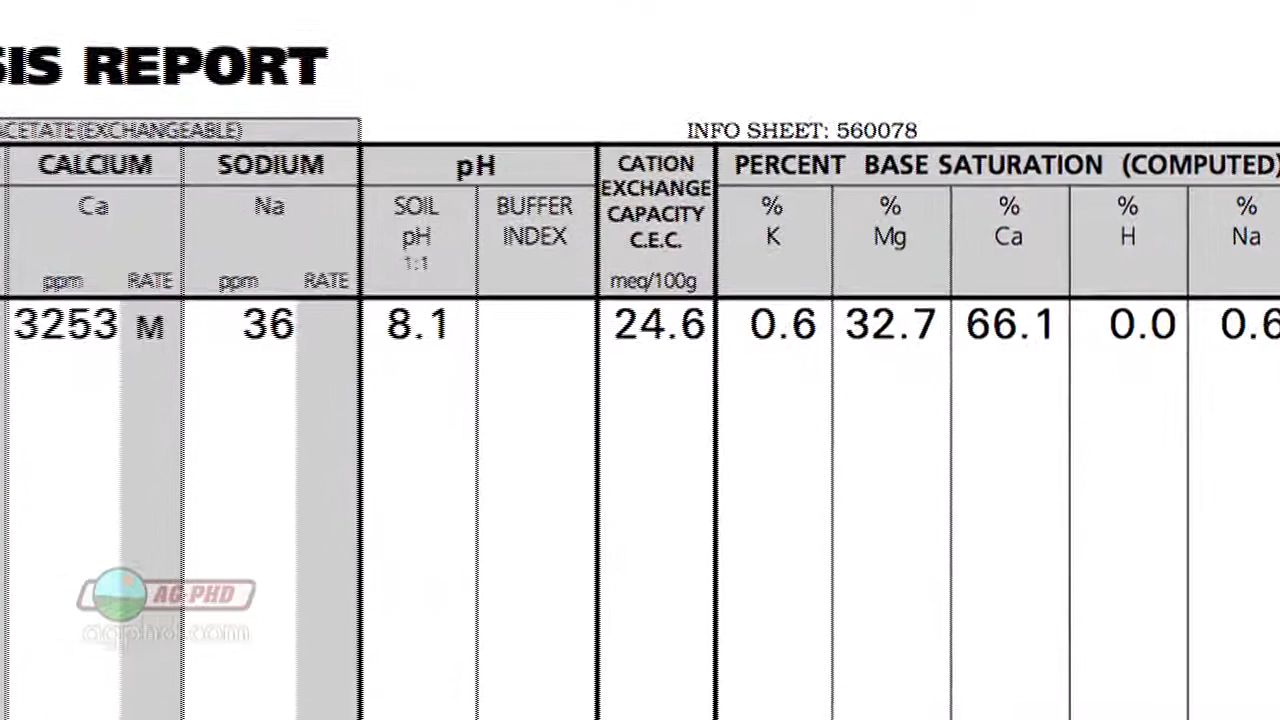 SIS REPORT
ACETATE (EXCHANGEABLE)
INFO SHEET: 560078
CALCIUM SODIUM pH CATION EXCHANGE CAPACITY C.E.C. PERCENT BASE SATURATION (COMPUTED)
Ca Na SOIL pH 1:1 BUFFER INDEX % K % Mg % Ca % H % Na
ppm RATE ppm RATE meq/100g
3253 M 36 8.1 24.6 0.6 32.7 66.1 0.0 0.6
AG PHD
agphd.com